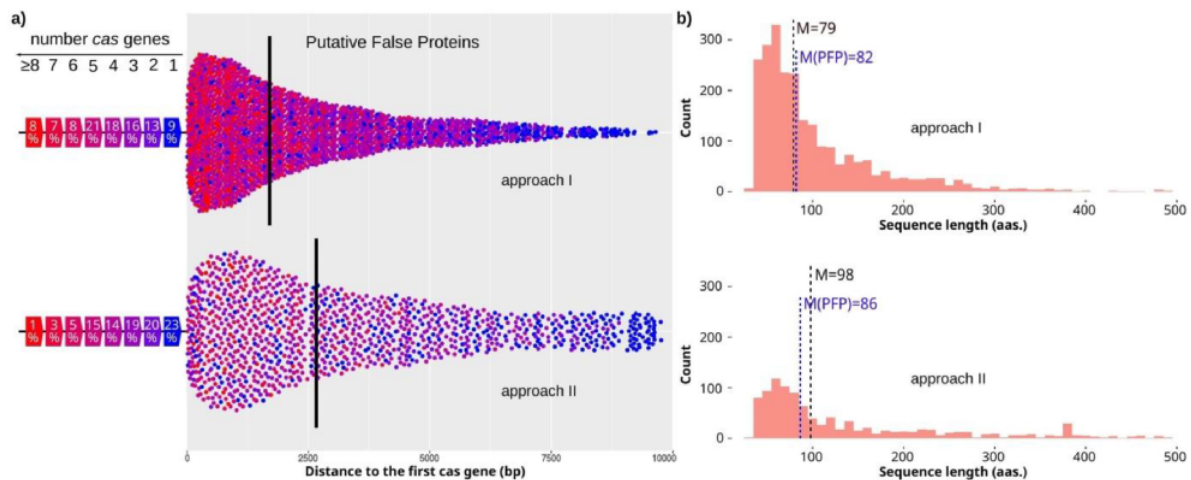 a)
number cas genes
≥8 7 6 5 4 3 2 1
Putative False Proteins
8 7 8 21 18 16 13 9
% % % % % % % %
approach I
1 3 5 15 14 19 20 23
% % % % % % % %
approach II
0 2500 5000 7500 10000
Distance to the first cas gene (bp)
b)
M=79
M(PFP)=82
300 -
200 -
100 -
0 -
Count
approach I
100 200 300 400 500
Sequence length (aas.)
M=98
M(PFP)=86
300 -
200 -
100 -
0 -
Count
approach II
100 200 300 400 500
Sequence length (aas.)